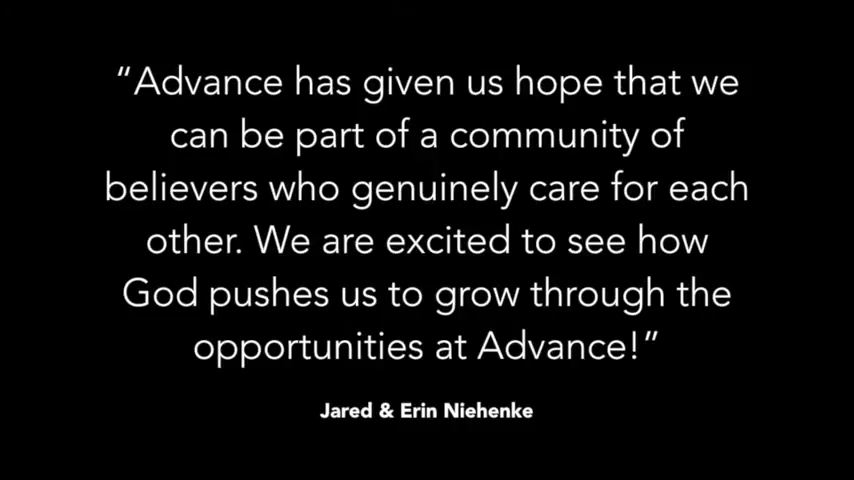 “Advance has given us hope that we
can be part of a community of
believers who genuinely care for each
other. We are excited to see how
God pushes us to grow through the
opportunities at Advance!”
Jared & Erin Niehenke